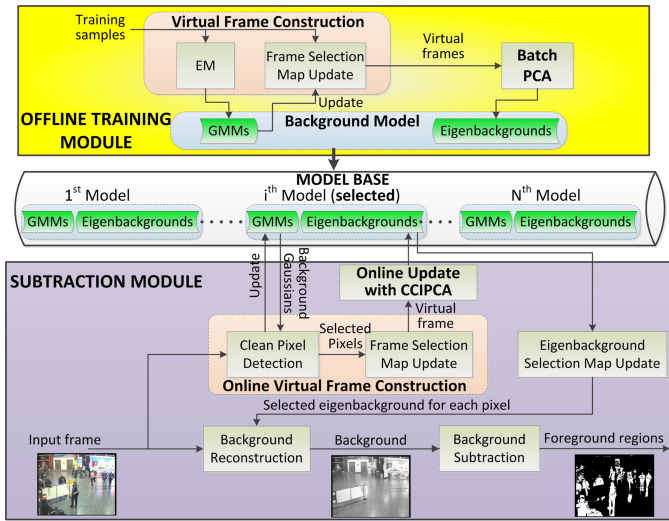 Training
samples
Virtual Frame Construction
EM
Frame Selection
Map Update
Virtual
frames
Batch
PCA
Update
OFFLINE TRAINING
MODULE
GMMs
Background Model
Eigenbackgrounds
MODEL BASE
1st Model
ith Model (selected)
Nth Model
GMMs
Eigenbackgrounds
GMMs
Eigenbackgrounds
GMMs
Eigenbackgrounds
SUBTRACTION MODULE
Update
Background
Gaussians
Online Update
with CCIPCA
Virtual
frame
Clean Pixel
Detection
Selected
Pixels
Frame Selection
Map Update
Online Virtual Frame Construction
Eigenbackground
Selection Map Update
Selected eigenbackground for each pixel
Input frame
Background
Reconstruction
Background
Background
Subtraction
Foreground regions